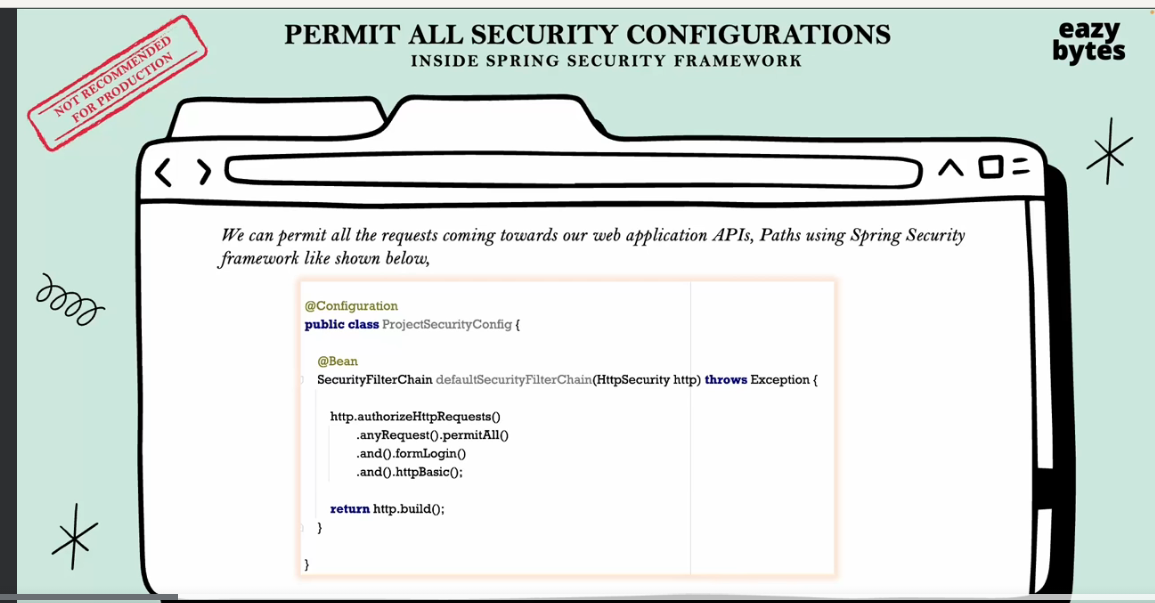 NOT RECOMMENDED
FOR PRODUCTION
PERMIT ALL SECURITY CONFIGURATIONS
INSIDE SPRING SECURITY FRAMEWORK
eazy
bytes
We can permit all the requests coming towards our web application APIs, Paths using Spring Security
framework like shown below,
@Configuration
public class ProjectSecurityConfig {
@Bean
SecurityFilterChain defaultSecurityFilterChain(HttpSecurity http) throws Exception {
http.authorizeHttpRequests()
.anyRequest().permitAll()
.and().formLogin()
.and().httpBasic();
return http.build();
}
}